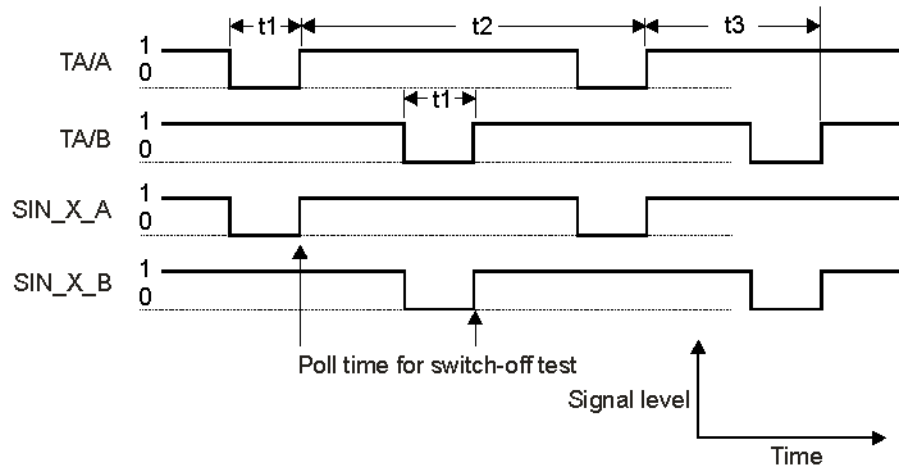 t1 t2 t3
TA/A 1 0
t1
TA/B 1 0
SIN_X_A 1 0
SIN_X_B 1 0
Poll time for switch-off test
Signal level
Time